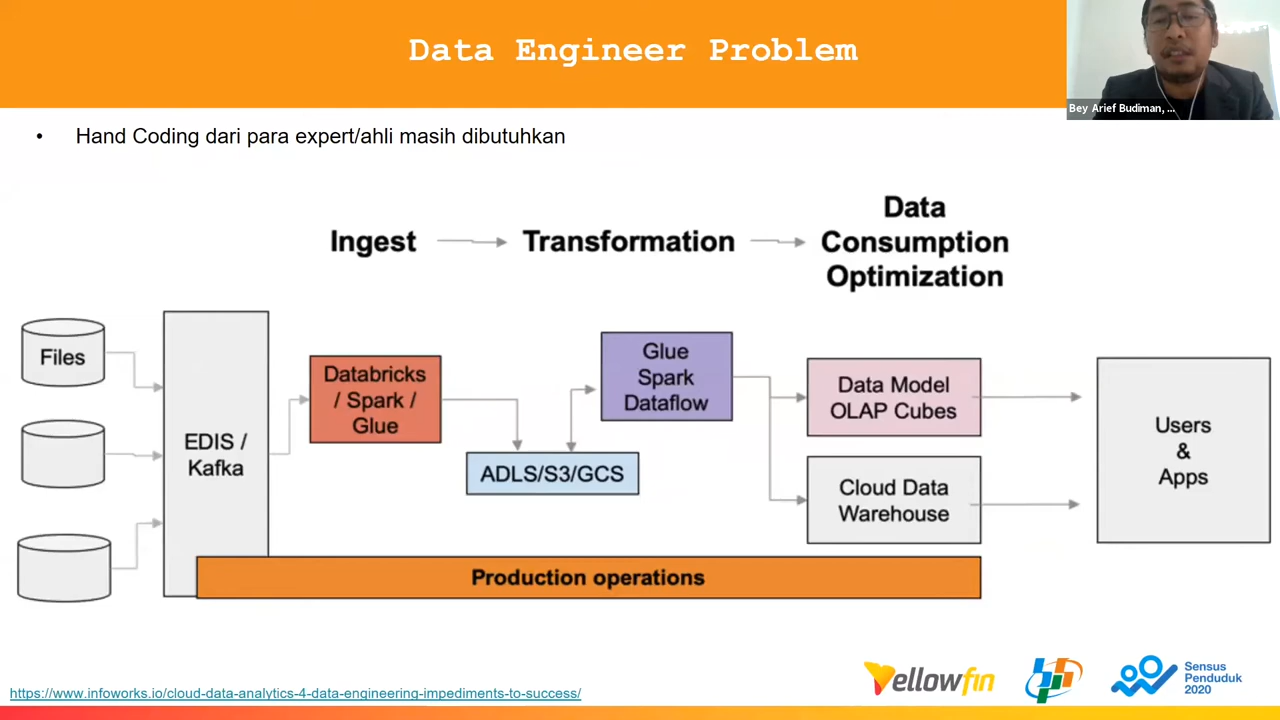 Data Engineer Problem
Bey Arief Budiman, ...
• Hand Coding dari para expert/ahli masih dibutuhkan
Ingest
Transformation
Data
Consumption
Optimization
Files
EDIS /
Kafka
Databricks
/ Spark /
Glue
ADLS/S3/GCS
Glue
Spark
Dataflow
Data Model
OLAP Cubes
Cloud Data
Warehouse
Users
&
Apps
Production operations
https://www.infoworks.io/cloud-data-analytics-4-data-engineering-impediments-to-success/
Yellowfin
Sensus
Penduduk
2020